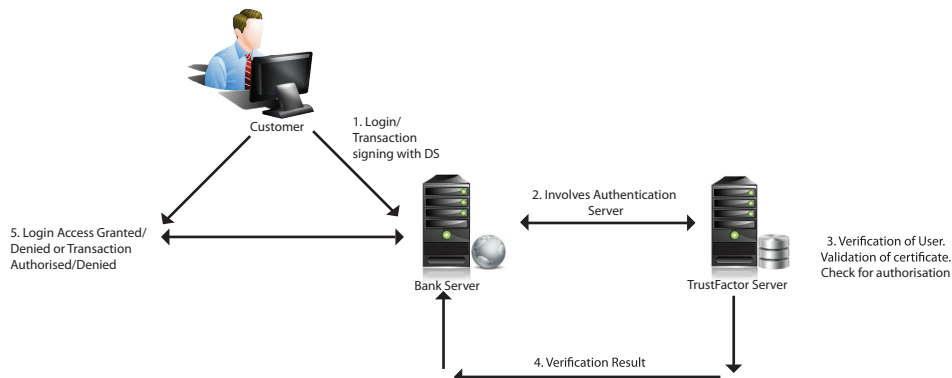 Customer
1. Login/
Transaction
signing with DS
2. Involves Authentication
Server
5. Login Access Granted/
Denied or Transaction
Authorised/Denied
3. Verification of User.
Validation of certificate.
Check for authorisation
Bank Server
TrustFactor Server
4. Verification Result